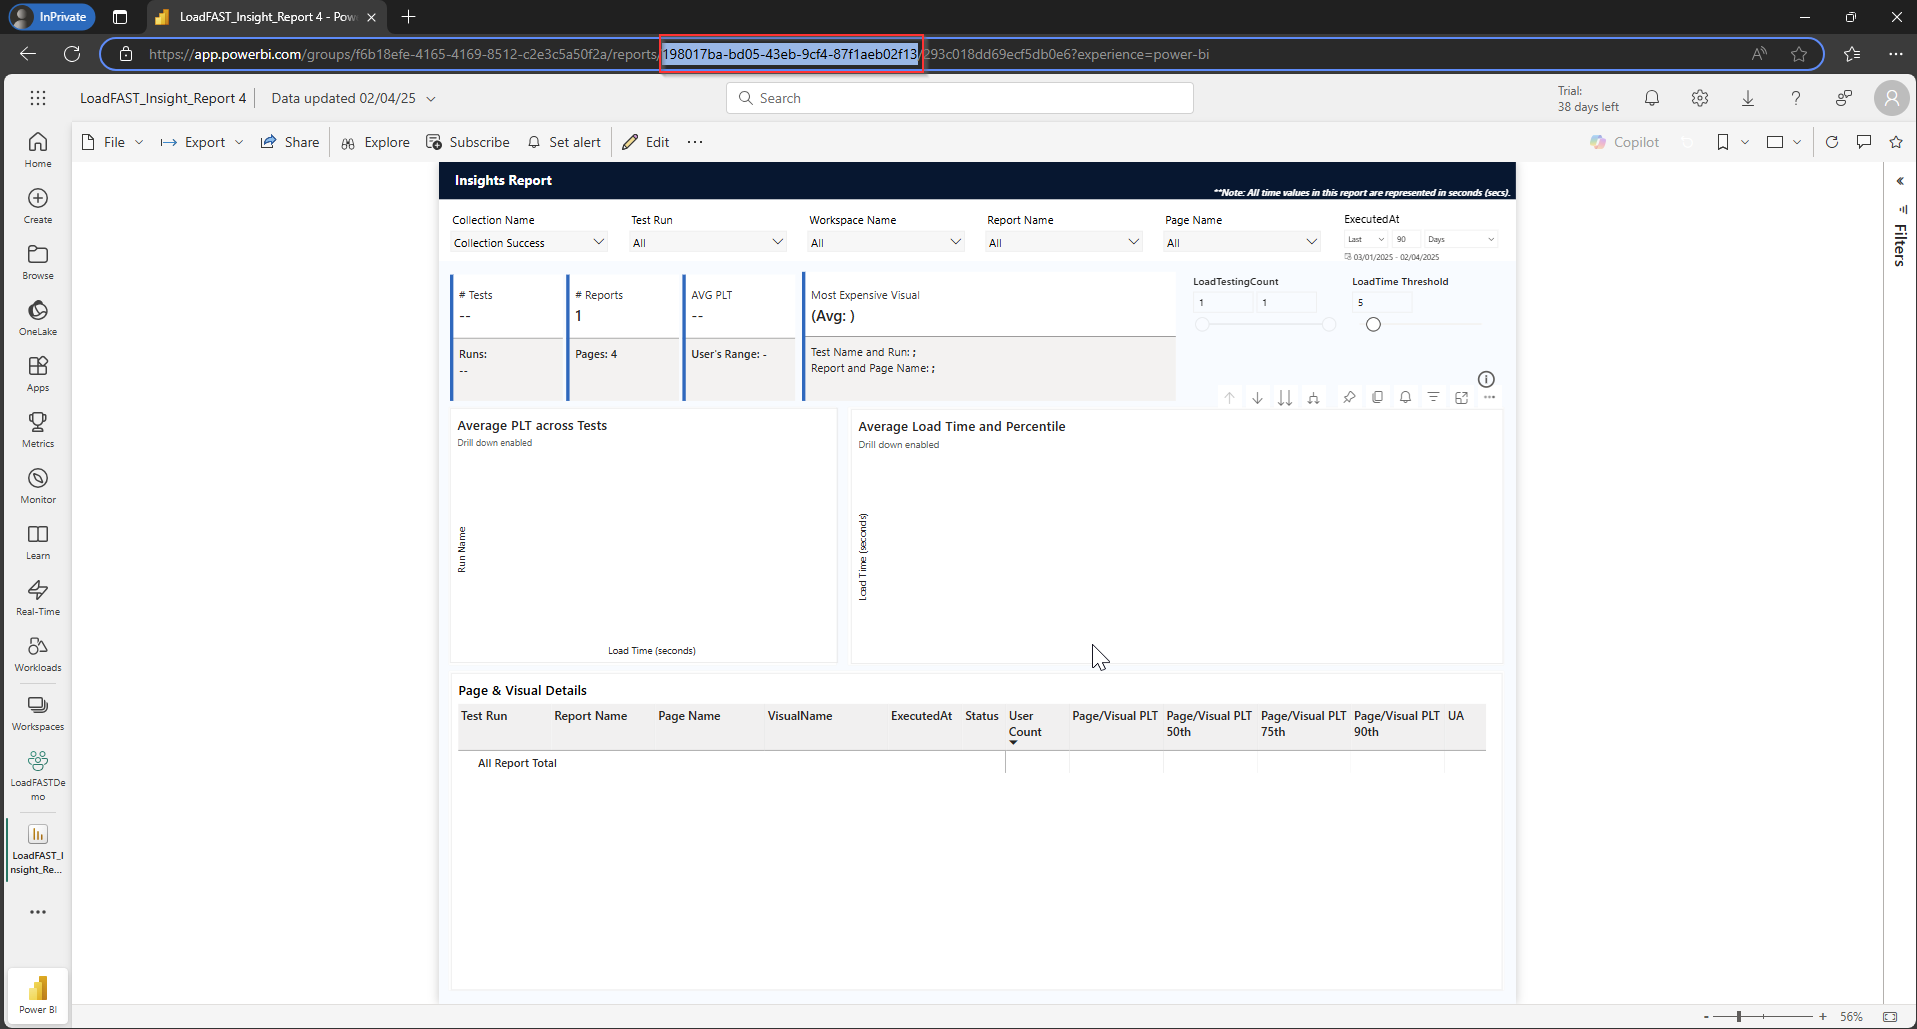 InPrivate
LoadFAST_Insight_Report 4 - Pow
https://app.powerbi.com/groups/f6b18efe-4165-4169-8512-c2e3c5a50f2a/reports/198017ba-bd05-43eb-9cf4-87f1aeb02f13/293c018dd69ecf5db0e6?experience=power-bi
LoadFAST_Insight_Report 4
Data updated 02/04/25
Search
Trial:
38 days left
File
Export
Share
Explore
Subscribe
Set alert
Edit
Copilot
Home
Create
Browse
OneLake
Apps
Metrics
Monitor
Learn
Real-Time
Workloads
Workspaces
LoadFASTDe
mo
LoadFAST_I
nsight_Re...
Power BI
Insights Report
**Note: All time values in this report are represented in seconds (secs).
Collection Name
Test Run
Workspace Name
Report Name
Page Name
ExecutedAt
Collection Success
All
All
All
All
Last
90
Days
03/01/2025 - 02/04/2025
# Tests
--
Runs:
--
# Reports
1
Pages: 4
AVG PLT
--
User's Range: -
Most Expensive Visual
(Avg: )
Test Name and Run: ;
Report and Page Name: ;
LoadTestingCount
1
1
LoadTime Threshold
5
Average PLT across Tests
Drill down enabled
Run Name
Load Time (seconds)
Average Load Time and Percentile
Drill down enabled
Load Time (seconds)
Page & Visual Details
Test Run
Report Name
Page Name
VisualName
ExecutedAt
Status
User
Count
Page/Visual PLT
Page/Visual PLT
50th
Page/Visual PLT
75th
Page/Visual PLT
90th
UA
All Report Total
Filters
- + 56%